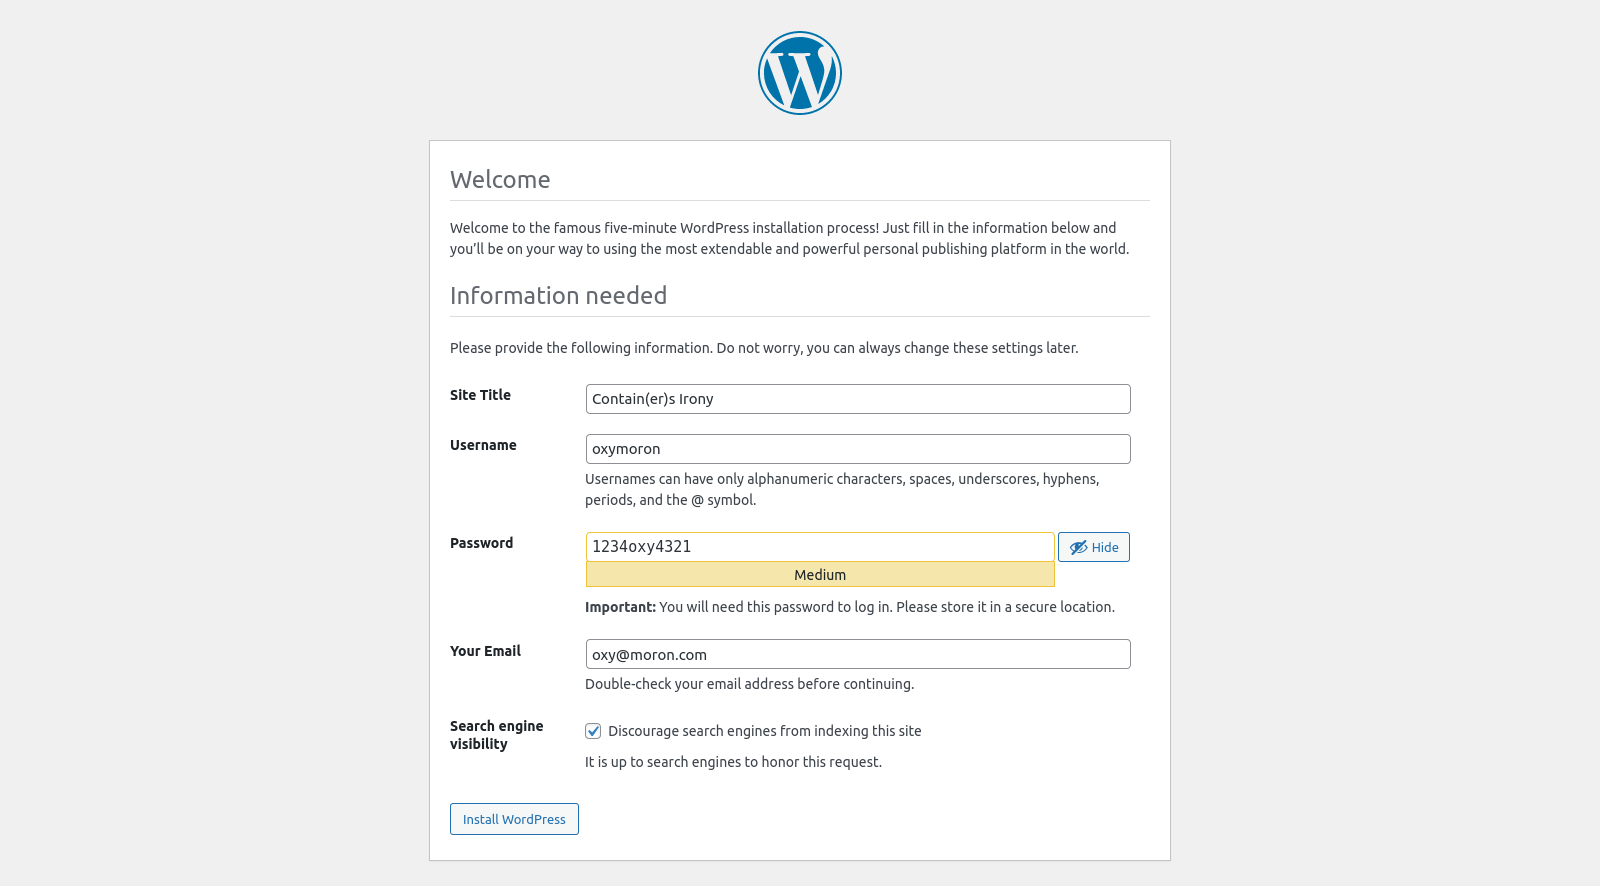 Welcome
Welcome to the famous five-minute WordPress installation process! Just fill in the information below and
you’ll be on your way to using the most extendable and powerful personal publishing platform in the world.
Information needed
Please provide the following information. Do not worry, you can always change these settings later.
Site Title
Contain(er)s Irony
Username
oxymoron
Usernames can have only alphanumeric characters, spaces, underscores, hyphens,
periods, and the @ symbol.
Password
1234oxy4321
Hide
Medium
Important: You will need this password to log in. Please store it in a secure location.
Your Email
oxy@moron.com
Double-check your email address before continuing.
Search engine
visibility
Discourage search engines from indexing this site
It is up to search engines to honor this request.
Install WordPress